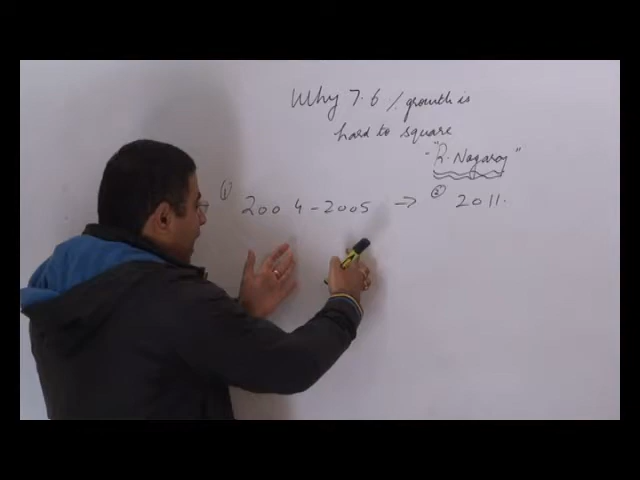 Why 7.6 % growth is
hard to square
- "R. Nagaraj"
① 2004-2005 → ② 2011.